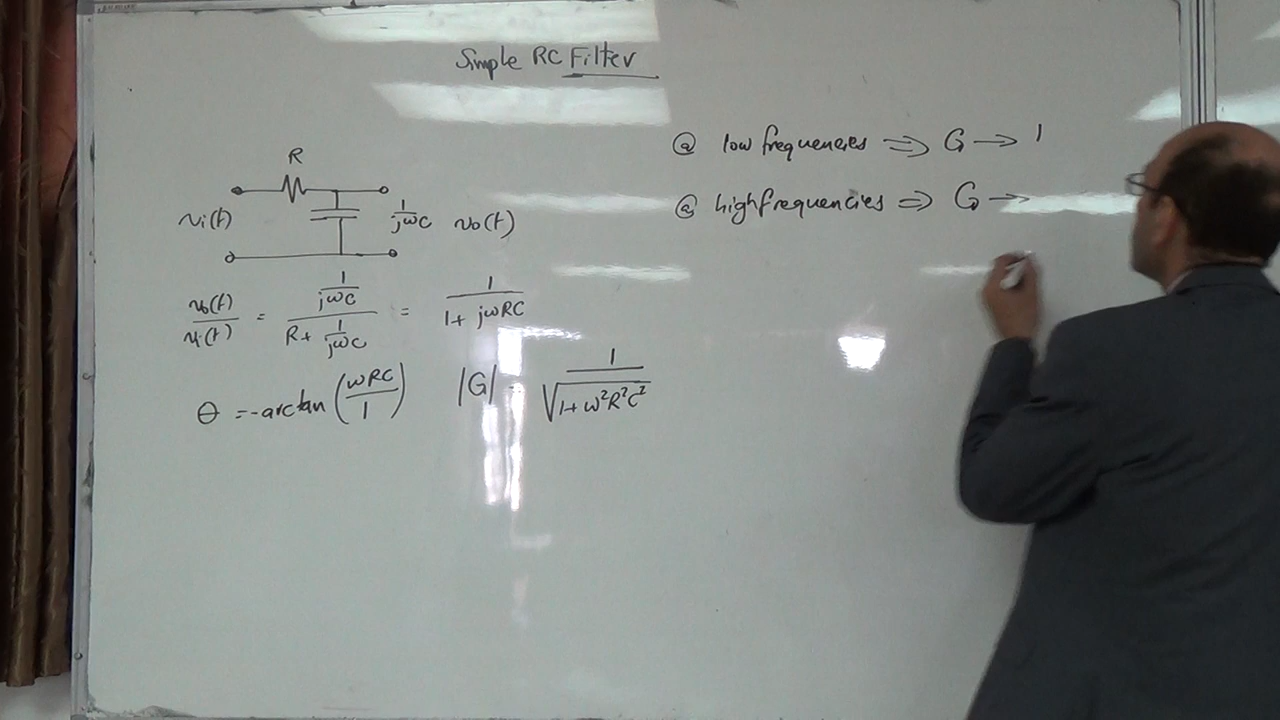 Simple RC Filter
R
vi(t)
1/jωC vo(t)
vo(t)/vi(t) = (1/jωC)/(R+ 1/jωC) = 1/(1+ jωRC)
θ = -arctan(ωRC/1) |G| = 1/√(1+ω²R²C²)
@ low frequencies ⇒ G → 1
@ high frequencies ⇒ G →